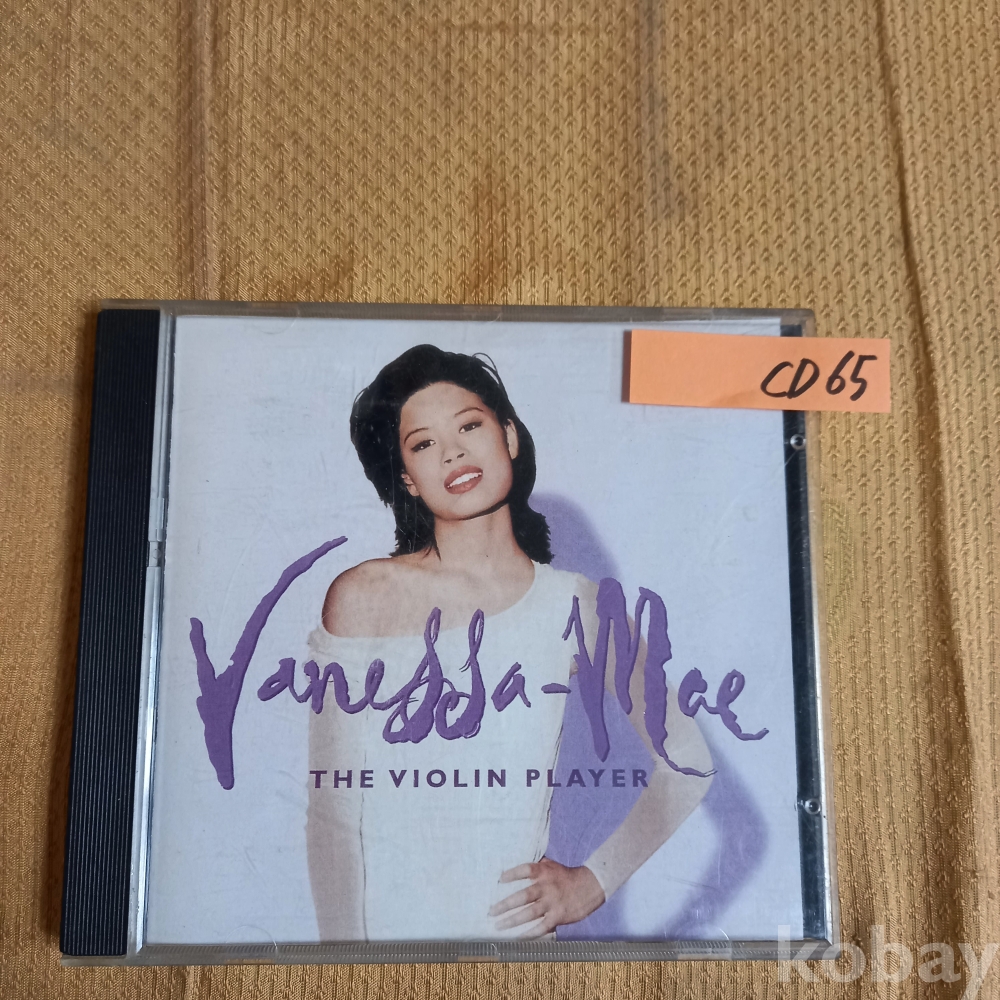 CD65
Vanessa-Mae
THE VIOLIN PLAYER
kobay